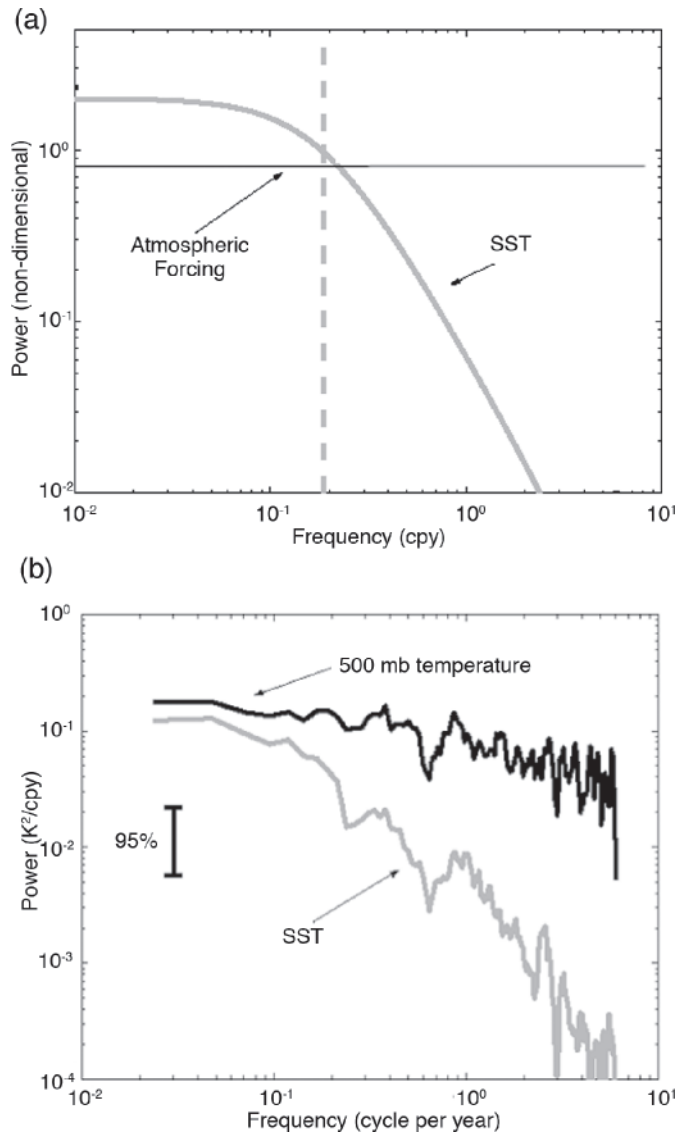 (a)
10⁰
10⁻¹
10⁻²
Power (non-dimensional)
Atmospheric
Forcing
SST
10⁻² 10⁻¹ 10⁰ 10¹
Frequency (cpy)
(b)
10⁰
10⁻¹
10⁻²
10⁻³
10⁻⁴
Power (K²/cpy)
500 mb temperature
95%
SST
10⁻² 10⁻¹ 10⁰ 10¹
Frequency (cycle per year)